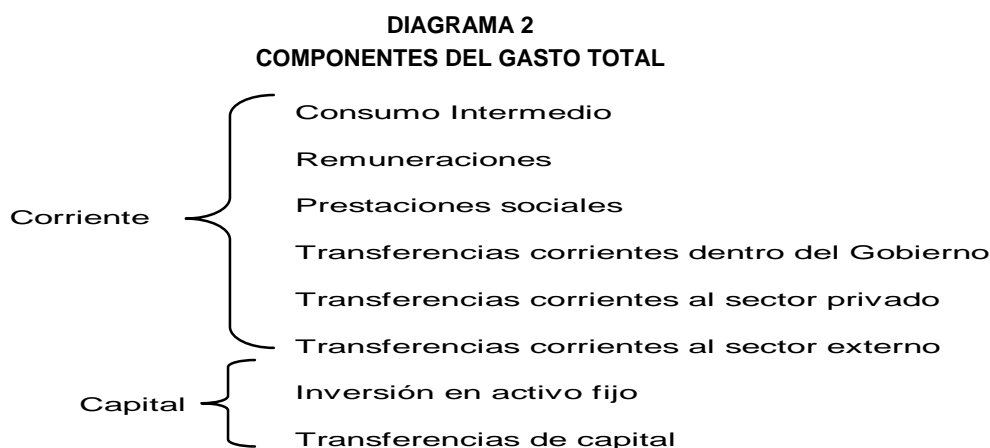 DIAGRAMA 2
COMPONENTES DEL GASTO TOTAL
Consumo Intermedio
Remuneraciones
Prestaciones sociales
Corriente
Transferencias corrientes dentro del Gobierno
Transferencias corrientes al sector privado
Transferencias corrientes al sector externo
Inversión en activo fijo
Capital
Transferencias de capital